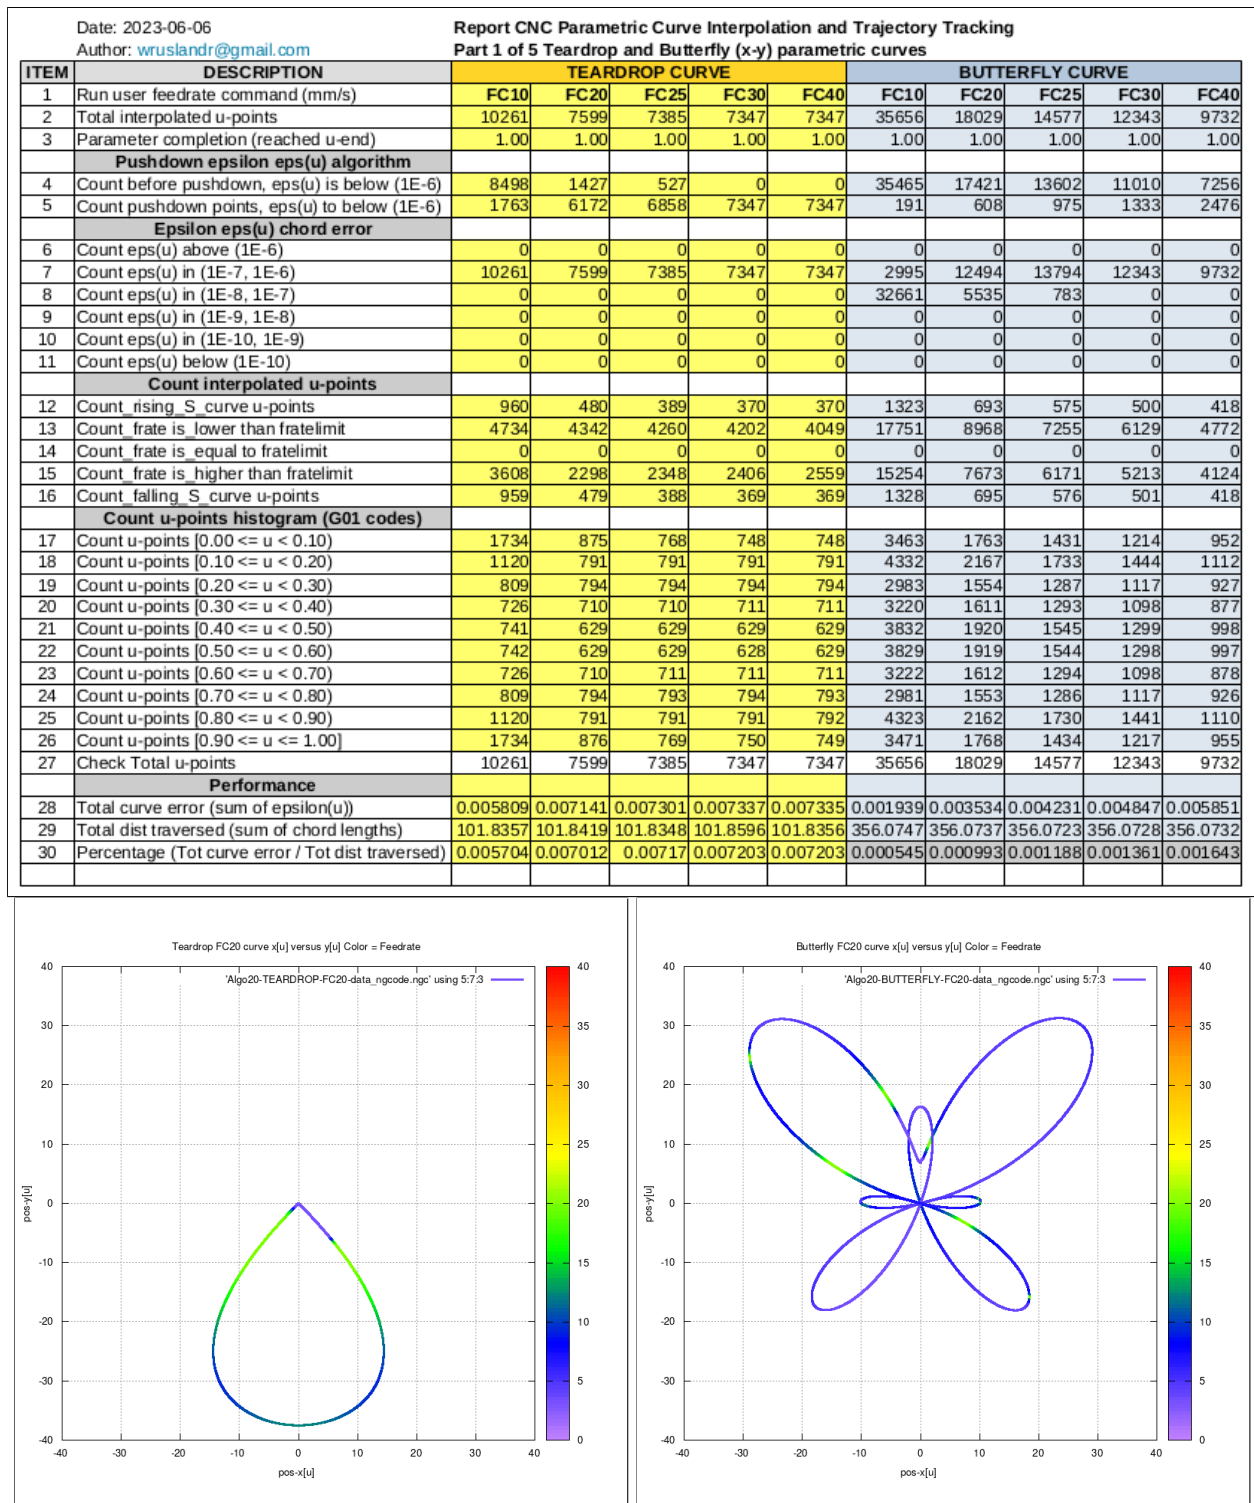 Date: 2023-06-06 Report CNC Parametric Curve Interpolation and Trajectory Tracking
Author: wruslandr@gmail.com Part 1 of 5 Teardrop and Butterfly (x-y) parametric curves
ITEM DESCRIPTION TEARDROP CURVE BUTTERFLY CURVE
1 Run user feedrate command (mm/s) FC10 FC20 FC25 FC30 FC40 FC10 FC20 FC25 FC30 FC40
2 Total interpolated u-points 10261 7599 7385 7347 7347 35656 18029 14577 12343 9732
3 Parameter completion (reached u-end) 1.00 1.00 1.00 1.00 1.00 1.00 1.00 1.00 1.00 1.00
Pushdown epsilon eps(u) algorithm
4 Count before pushdown, eps(u) is below (1E-6) 8498 1427 527 0 0 35465 17421 13602 11010 7256
5 Count pushdown points, eps(u) to below (1E-6) 1763 6172 6858 7347 7347 191 608 975 1333 2476
Epsilon eps(u) chord error
6 Count eps(u) above (1E-6) 0 0 0 0 0 0 0 0 0 0
7 Count eps(u) in (1E-7, 1E-6) 10261 7599 7385 7347 7347 2995 12494 13794 12343 9732
8 Count eps(u) in (1E-8, 1E-7) 0 0 0 0 0 32661 5535 783 0 0
9 Count eps(u) in (1E-9, 1E-8) 0 0 0 0 0 0 0 0 0 0
10 Count eps(u) in (1E-10, 1E-9) 0 0 0 0 0 0 0 0 0 0
11 Count eps(u) below (1E-10) 0 0 0 0 0 0 0 0 0 0
Count interpolated u-points
12 Count_rising_S_curve u-points 960 480 389 370 370 1323 693 575 500 418
13 Count_frate is_lower than fratelimit 4734 4342 4260 4202 4049 17751 8968 7255 6129 4772
14 Count_frate is_equal to fratelimit 0 0 0 0 0 0 0 0 0 0
15 Count_frate is_higher than fratelimit 3608 2298 2348 2406 2559 15254 7673 6171 5213 4124
16 Count_falling_S_curve u-points 959 479 388 369 369 1328 695 576 501 418
Count u-points histogram (G01 codes)
17 Count u-points [0.00 <= u < 0.10) 1734 875 768 748 748 3463 1763 1431 1214 952
18 Count u-points [0.10 <= u < 0.20) 1120 791 791 791 791 4332 2167 1733 1444 1112
19 Count u-points [0.20 <= u < 0.30) 809 794 794 794 794 2983 1554 1287 1117 927
20 Count u-points [0.30 <= u < 0.40) 726 710 710 711 711 3220 1611 1293 1098 877
21 Count u-points [0.40 <= u < 0.50) 741 629 629 629 629 3832 1920 1545 1299 998
22 Count u-points [0.50 <= u < 0.60) 742 629 629 628 629 3829 1919 1544 1298 997
23 Count u-points [0.60 <= u < 0.70) 726 710 711 711 711 3222 1612 1294 1098 878
24 Count u-points [0.70 <= u < 0.80) 809 794 793 794 793 2981 1553 1286 1117 926
25 Count u-points [0.80 <= u < 0.90) 1120 791 791 791 792 4323 2162 1730 1441 1110
26 Count u-points [0.90 <= u <= 1.00] 1734 876 769 750 749 3471 1768 1434 1217 955
27 Check Total u-points 10261 7599 7385 7347 7347 35656 18029 14577 12343 9732
Performance
28 Total curve error (sum of epsilon(u)) 0.005809 0.007141 0.007301 0.007337 0.007335 0.001939 0.003534 0.004231 0.004847 0.005851
29 Total dist traversed (sum of chord lengths) 101.8357 101.8419 101.8348 101.8596 101.8356 356.0747 356.0737 356.0723 356.0728 356.0732
30 Percentage (Tot curve error / Tot dist traversed) 0.005704 0.007012 0.00717 0.007203 0.007203 0.000545 0.000993 0.001188 0.001361 0.001643
Teardrop FC20 curve x[u] versus y[u] Color = Feedrate
'Algo20-TEARDROP-FC20-data_ngcode.ngc' using 5:7:3
40
30
20
10
0
-10
-20
-30
-40
pos-y[u]
-40 -30 -20 -10 0 10 20 30 40
pos-x[u]
40
35
30
25
20
15
10
5
0
Butterfly FC20 curve x[u] versus y[u] Color = Feedrate
'Algo20-BUTTERFLY-FC20-data_ngcode.ngc' using 5:7:3
40
30
20
10
0
-10
-20
-30
-40
pos-y[u]
-40 -30 -20 -10 0 10 20 30 40
pos-x[u]
40
35
30
25
20
15
10
5
0